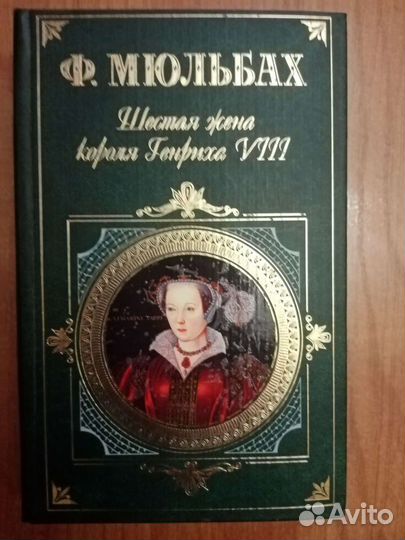 Ф. МЮЛЬБАХ
Шестая жена
короля Генриха VIII
Avito